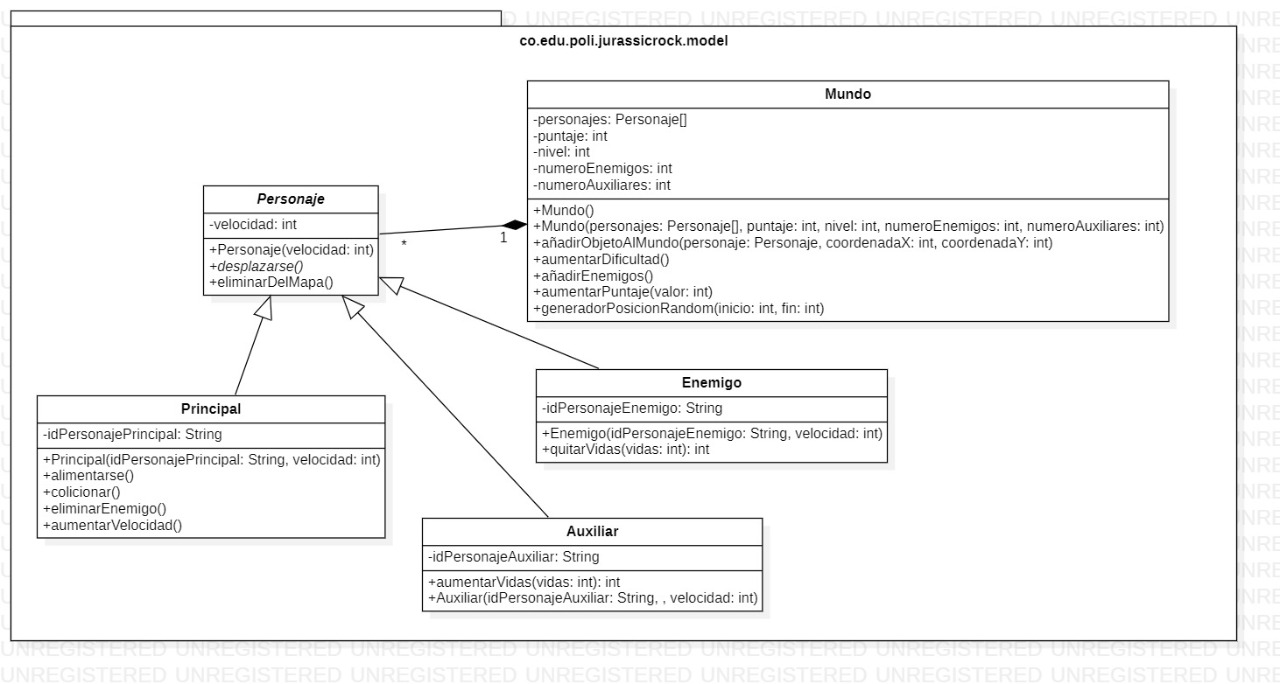 co.edu.poli.jurassicrock.model
Mundo
-personajes: Personaje[]
-puntaje: int
-nivel: int
-numeroEnemigos: int
-numeroAuxiliares: int
+Mundo()
+Mundo(personajes: Personaje[], puntaje: int, nivel: int, numeroEnemigos: int, numeroAuxiliares: int)
+añadirObjetoAlMundo(personaje: Personaje, coordenadaX: int, coordenadaY: int)
+aumentarDificultad()
+añadirEnemigos()
+aumentarPuntaje(valor: int)
+generadorPosicionRandom(inicio: int, fin: int)
Personaje
-velocidad: int
+Personaje(velocidad: int)
+desplazarse()
+eliminarDelMapa()
*
1
Enemigo
-idPersonajeEnemigo: String
+Enemigo(idPersonajeEnemigo: String, velocidad: int)
+quitarVidas(vidas: int): int
Principal
-idPersonajePrincipal: String
+Principal(idPersonajePrincipal: String, velocidad: int)
+alimentarse()
+colicionar()
+eliminarEnemigo()
+aumentarVelocidad()
Auxiliar
-idPersonajeAuxiliar: String
+aumentarVidas(vidas: int): int
+Auxiliar(idPersonajeAuxiliar: String, , velocidad: int)
UNREGISTERED UNREGISTERED UNREGISTERED UNREGISTERED UNREGISTERED UNREGISTERED UNREGISTERED UNRE